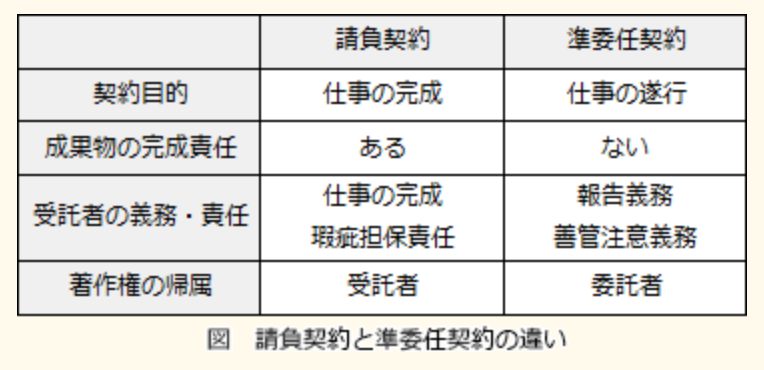 請負契約 準委任契約
契約目的 仕事の完成 仕事の遂行
成果物の完成責任 ある ない
受託者の義務・責任 仕事の完成 報告義務
瑕疵担保責任 善管注意義務
著作権の帰属 受託者 委託者
図 請負契約と準委任契約の違い